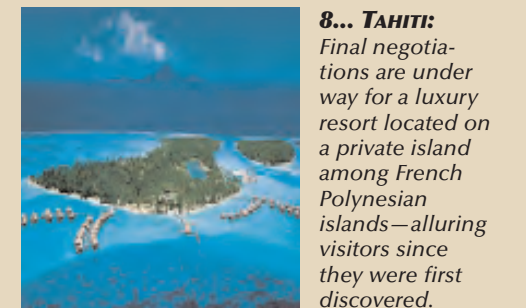 8... TAHITI:
Final negotia-
tions are under
way for a luxury
resort located on
a private island
among French
Polynesian
islands—alluring
visitors since
they were first
discovered.